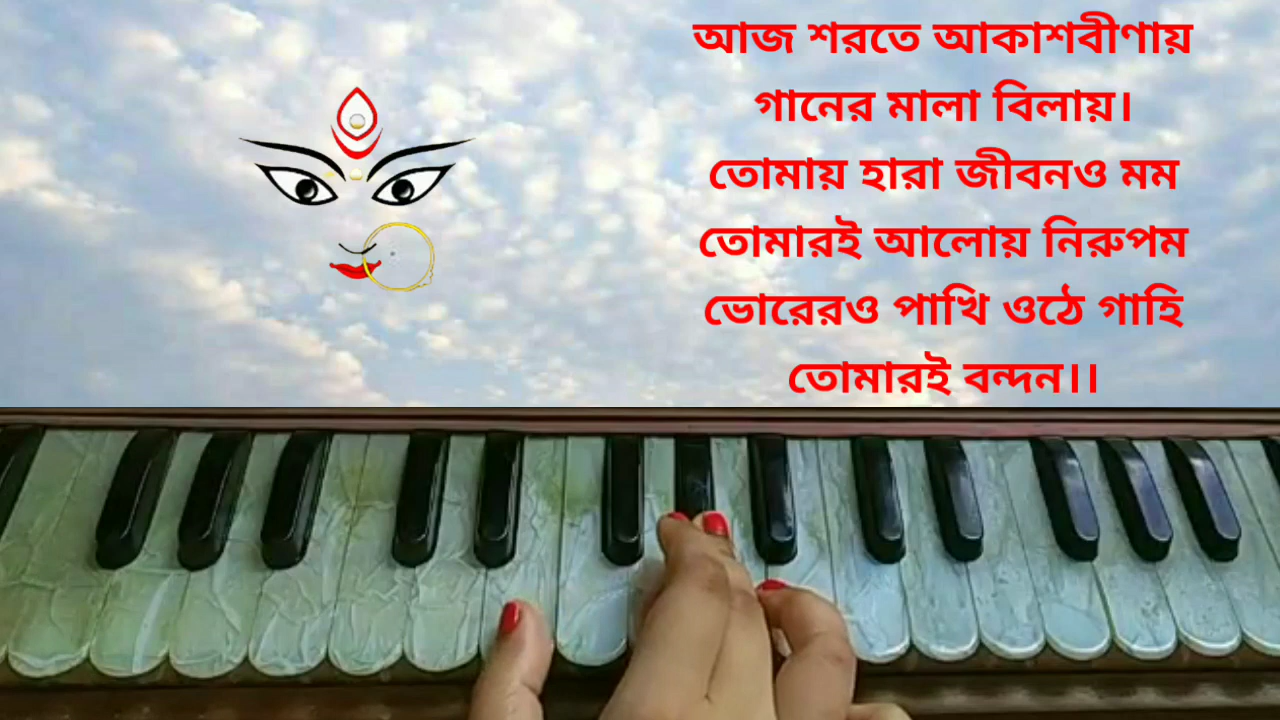 আজ শরতে আকাশবীণায়
গানের মালা বিলায়।
তোমায় হারা জীবনও মম
তোমারই আলোয় নিরুপম
ভোরেরও পাখি ওঠে গাহি
তোমারই বন্দন।।